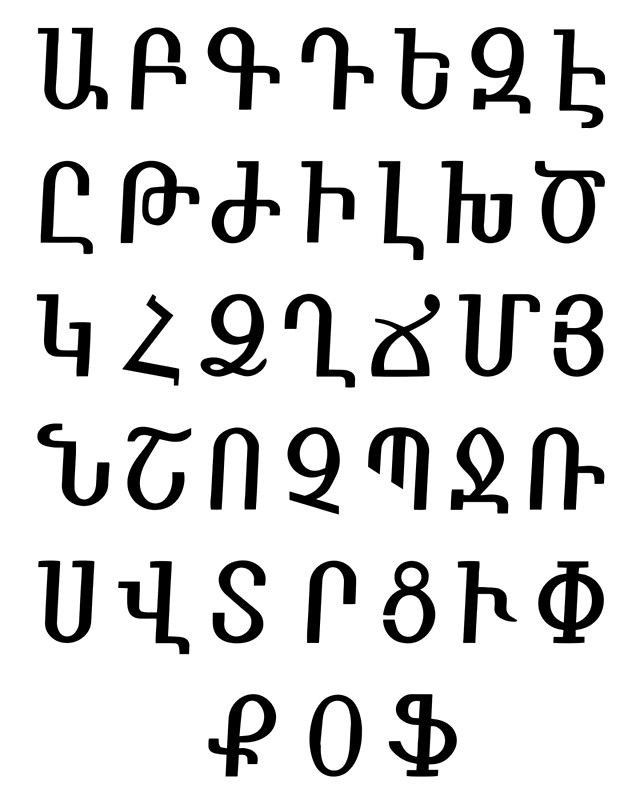 Ա Բ Գ Դ Ե Զ Է
Ը Թ Ժ Ի Լ Խ Ծ
Կ Հ Ձ Ղ Ճ Մ Յ
Ն Շ Ո Չ Պ Ջ Ռ
Ս Վ Տ Ր Ց Ւ Փ
Ք Օ Ֆ